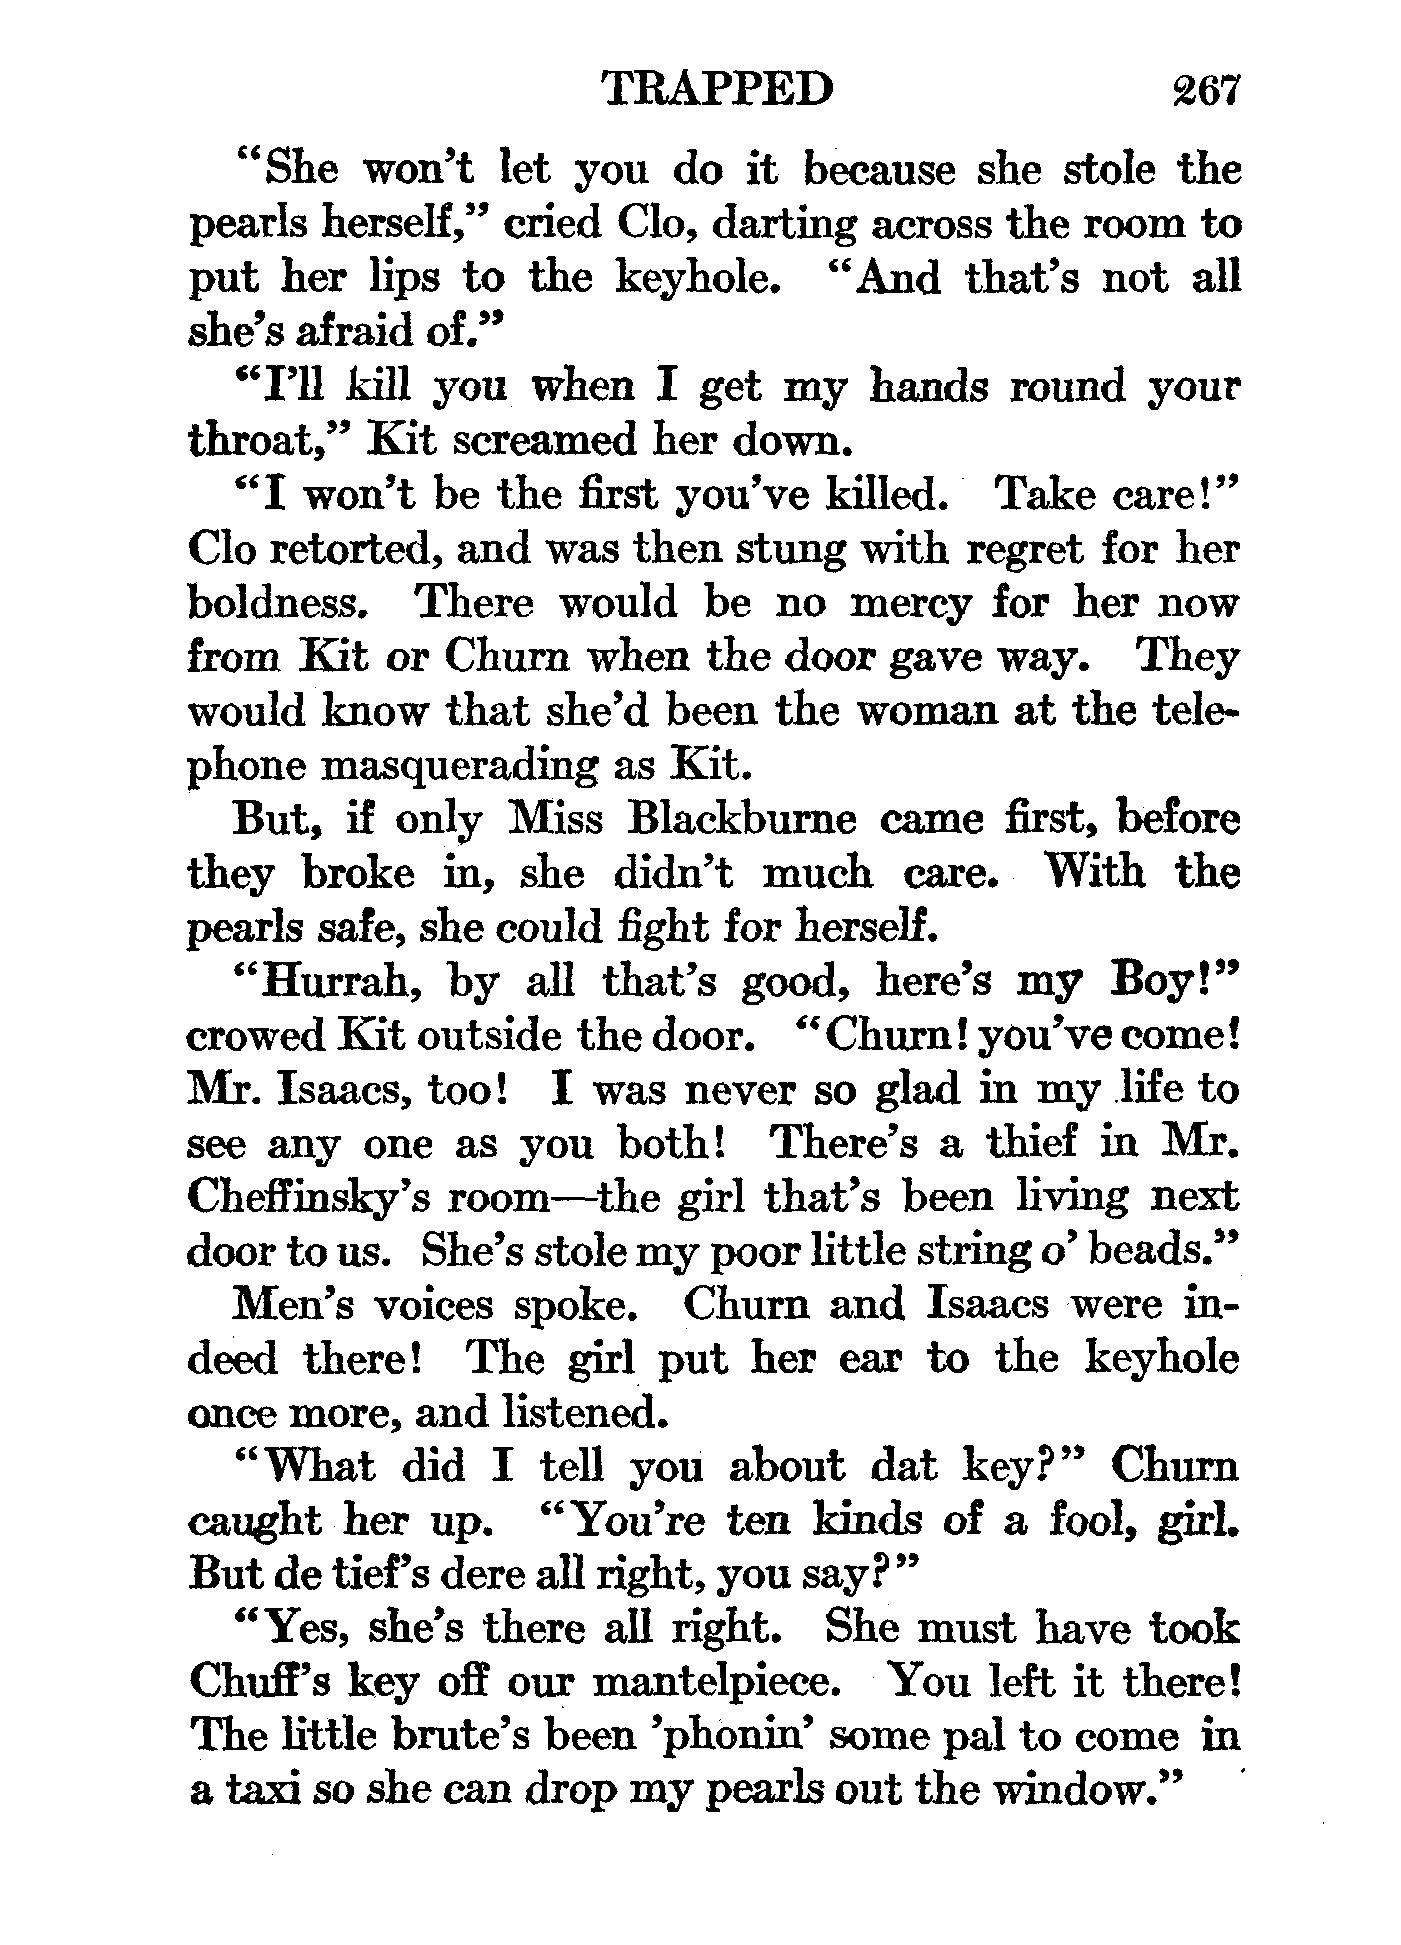 TRAPPED 267
“She won’t let you do it because she stole the
pearls herself,” cried Clo, darting across the room to
put her lips to the keyhole. “And that’s not all
she’s afraid of.”
“I’ll kill you when I get my hands round your
throat,” Kit screamed her down.
“I won’t be the first you’ve killed. Take care!”
Clo retorted, and was then stung with regret for her
boldness. There would be no mercy for her now
from Kit or Churn when the door gave way. They
would know that she’d been the woman at the tele-
phone masquerading as Kit.
But, if only Miss Blackburne came first, before
they broke in, she didn’t much care. With the
pearls safe, she could fight for herself.
“Hurrah, by all that’s good, here’s my Boy!”
crowed Kit outside the door. “Churn! you’ve come!
Mr. Isaacs, too! I was never so glad in my life to
see any one as you both! There’s a thief in Mr.
Cheffinsky’s room—the girl that’s been living next
door to us. She’s stole my poor little string o’ beads.”
Men’s voices spoke. Churn and Isaacs were in-
deed there! The girl put her ear to the keyhole
once more, and listened.
“What did I tell you about dat key?” Churn
caught her up. “You’re ten kinds of a fool, girl.
But de tief’s dere all right, you say?”
“Yes, she’s there all right. She must have took
Chuff’s key off our mantelpiece. You left it there!
The little brute’s been ’phonin’ some pal to come in
a taxi so she can drop my pearls out the window.”